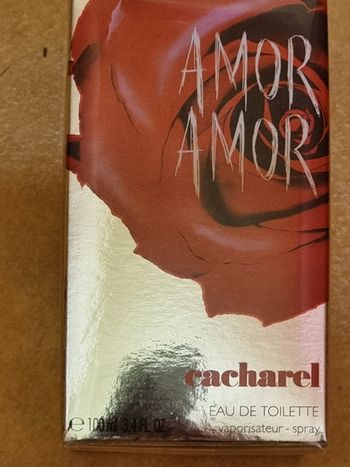 AMOR
AMOR
cacharel
EAU DE TOILETTE
vaporisateur - spray
℮ 100 ml 3.4 FL. OZ.